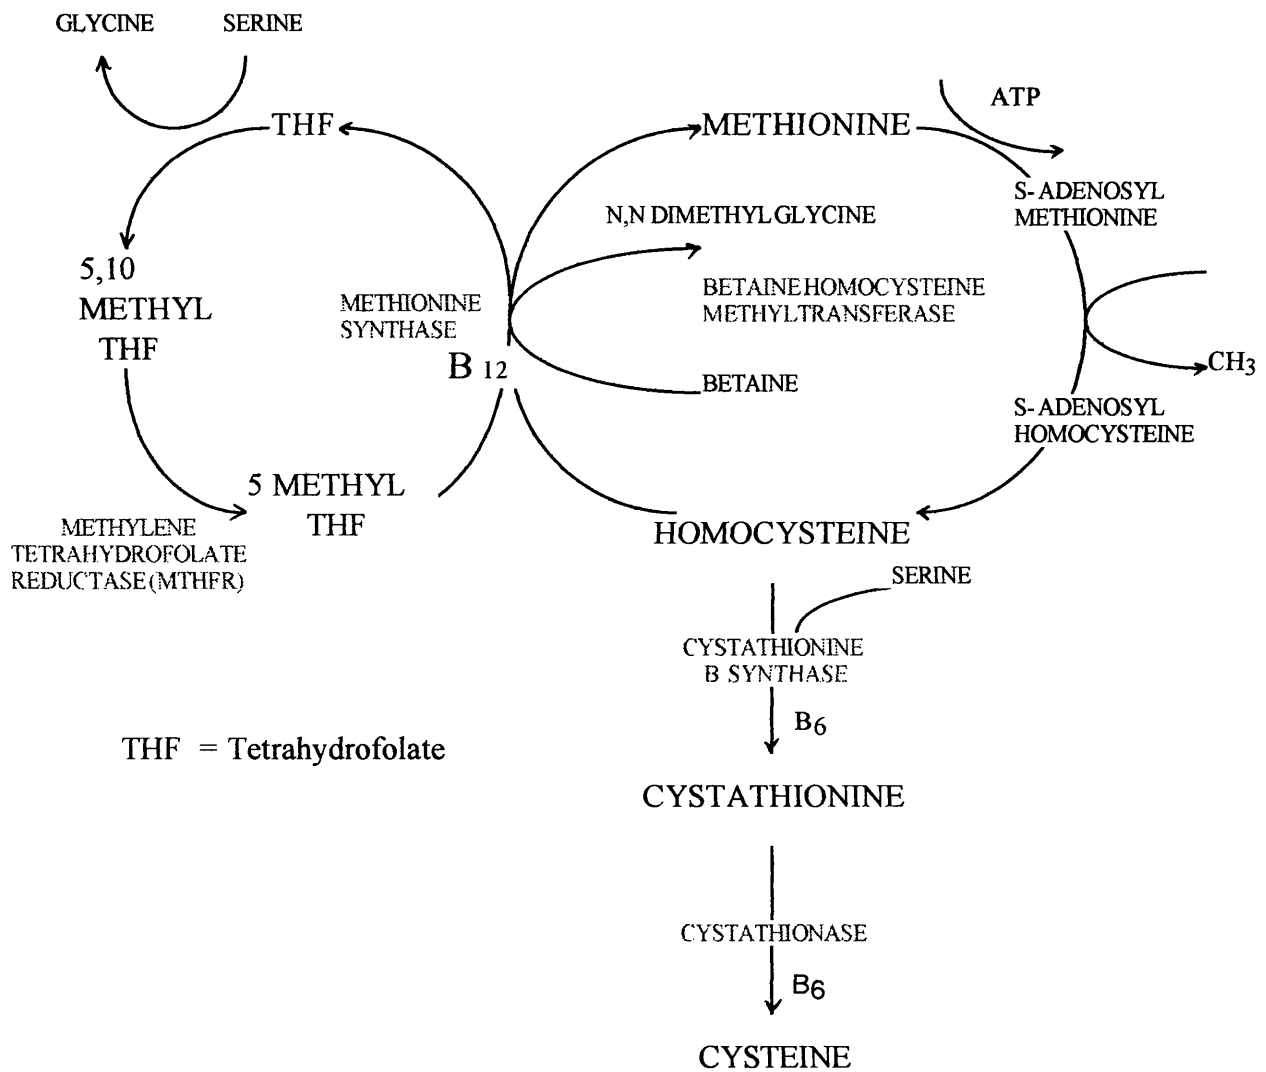 GLYCINE SERINE
THF
5,10
METHYL
THF
5 METHYL
THF
METHYLENE
TETRAHYDROFOLATE
REDUCTASE (MTHFR)
METHIONINE
SYNTHASE
B 12
METHIONINE
ATP
S-ADENOSYL
METHIONINE
N,N DIMETHYL GLYCINE
BETAINE HOMOCYSTEINE
METHYLTRANSFERASE
BETAINE
CH3
S-ADENOSYL
HOMOCYSTEINE
HOMOCYSTEINE
SERINE
CYSTATHIONINE
B SYNTHASE
B6
THF = Tetrahydrofolate
CYSTATHIONINE
CYSTATHIONASE
B6
CYSTEINE